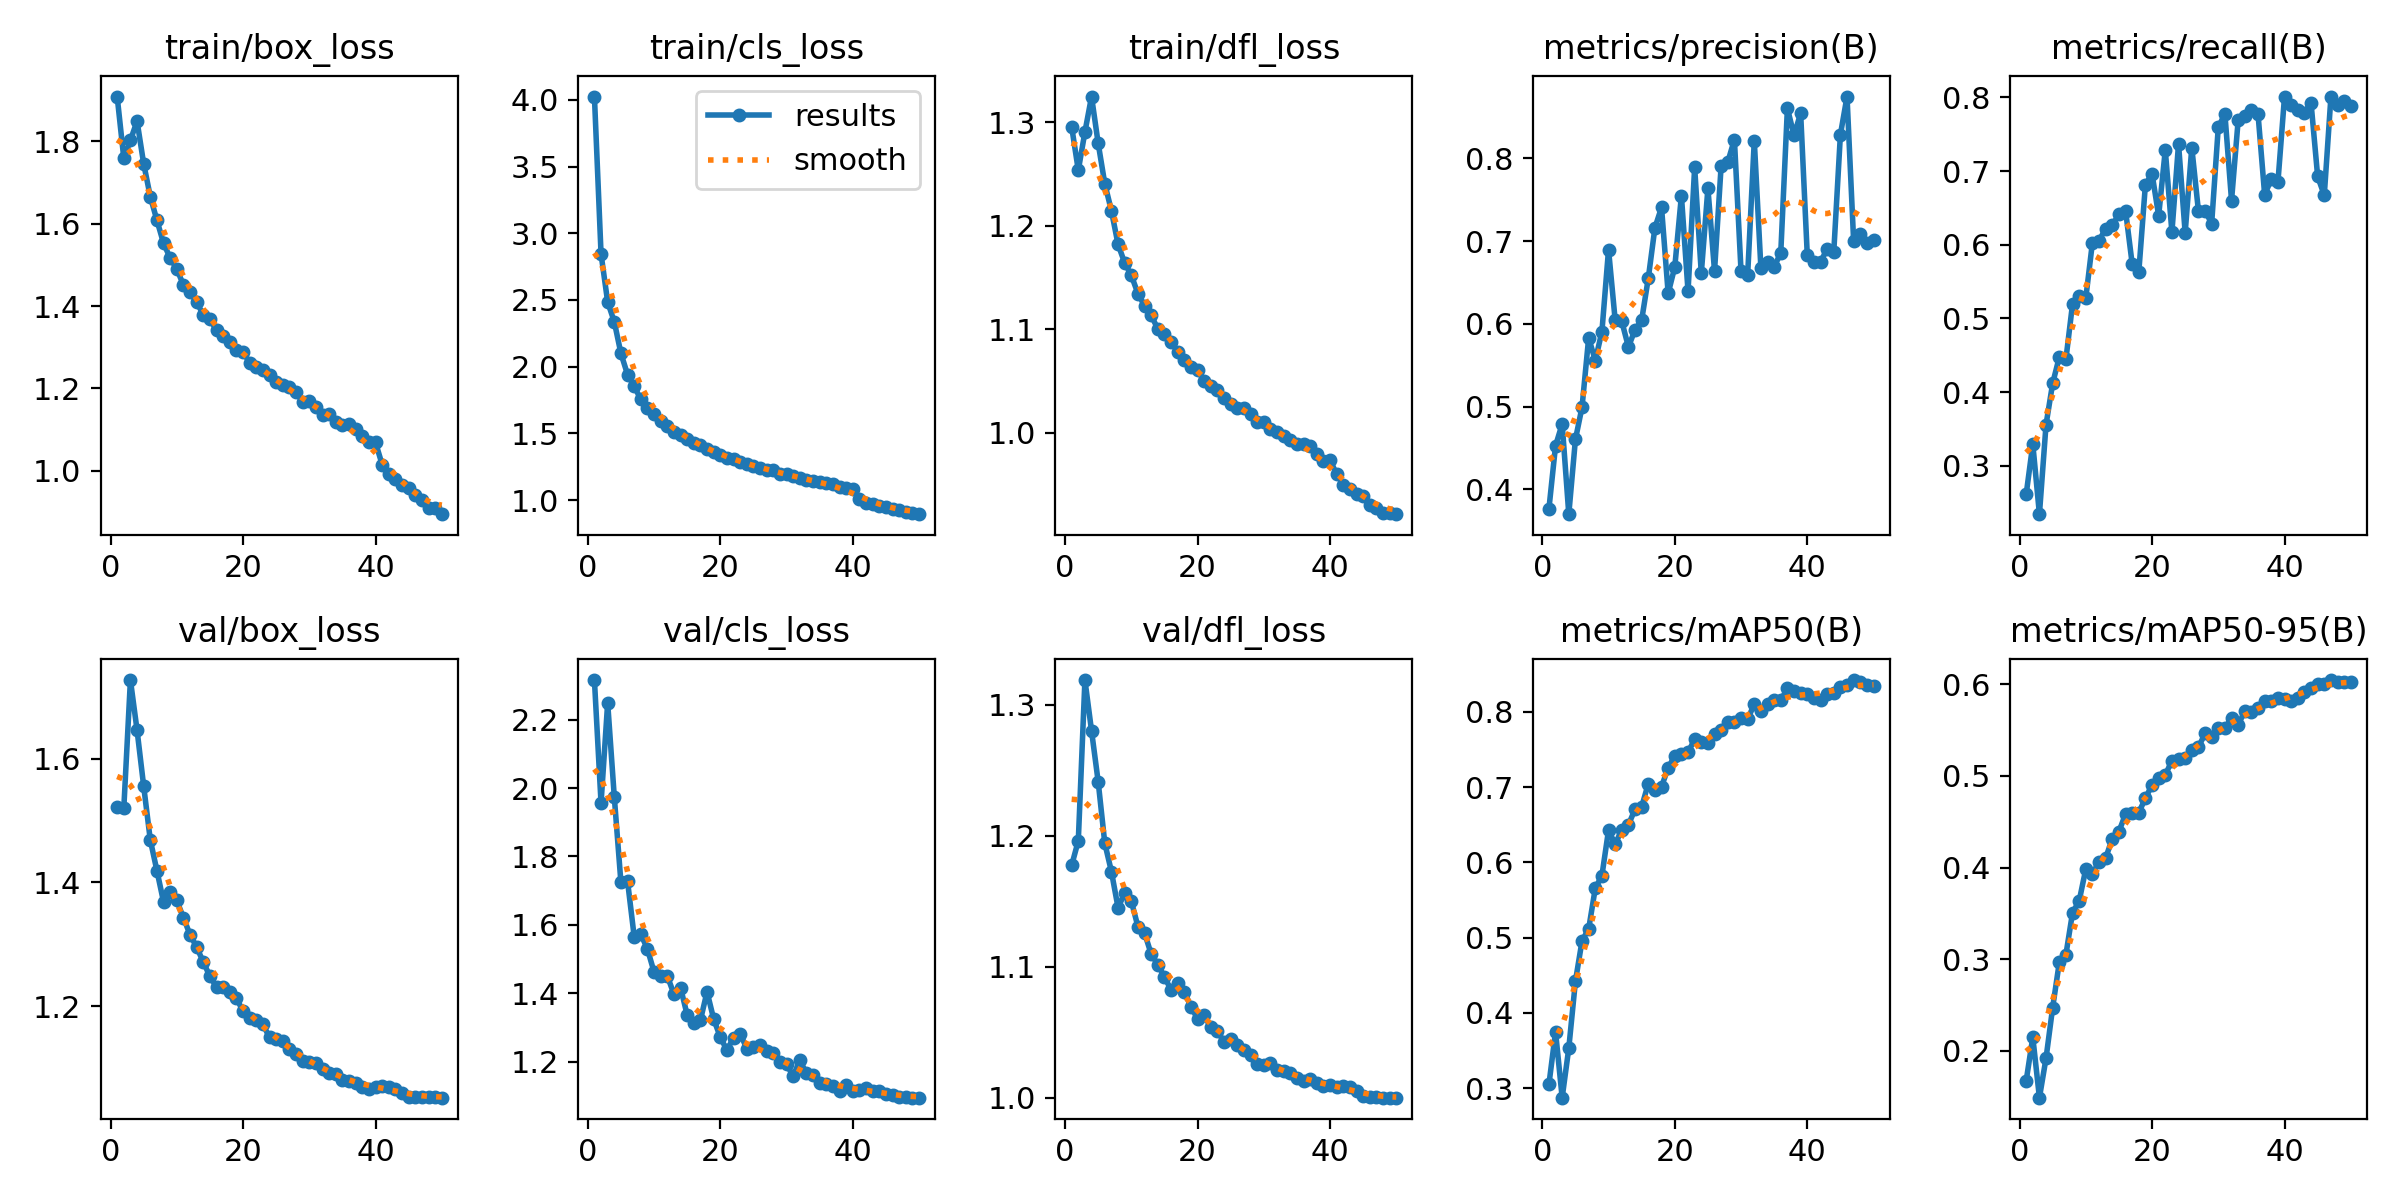 train/box_loss
1.8
1.6
1.4
1.2
1.0
0 20 40
train/cls_loss
4.0
3.5
3.0
2.5
2.0
1.5
1.0
0 20 40
results
smooth
train/dfl_loss
1.3
1.2
1.1
1.0
0 20 40
metrics/precision(B)
0.8
0.7
0.6
0.5
0.4
0 20 40
metrics/recall(B)
0.8
0.7
0.6
0.5
0.4
0.3
0 20 40
val/box_loss
1.6
1.4
1.2
0 20 40
val/cls_loss
2.2
2.0
1.8
1.6
1.4
1.2
0 20 40
val/dfl_loss
1.3
1.2
1.1
1.0
0 20 40
metrics/mAP50(B)
0.8
0.7
0.6
0.5
0.4
0.3
0 20 40
metrics/mAP50-95(B)
0.6
0.5
0.4
0.3
0.2
0 20 40